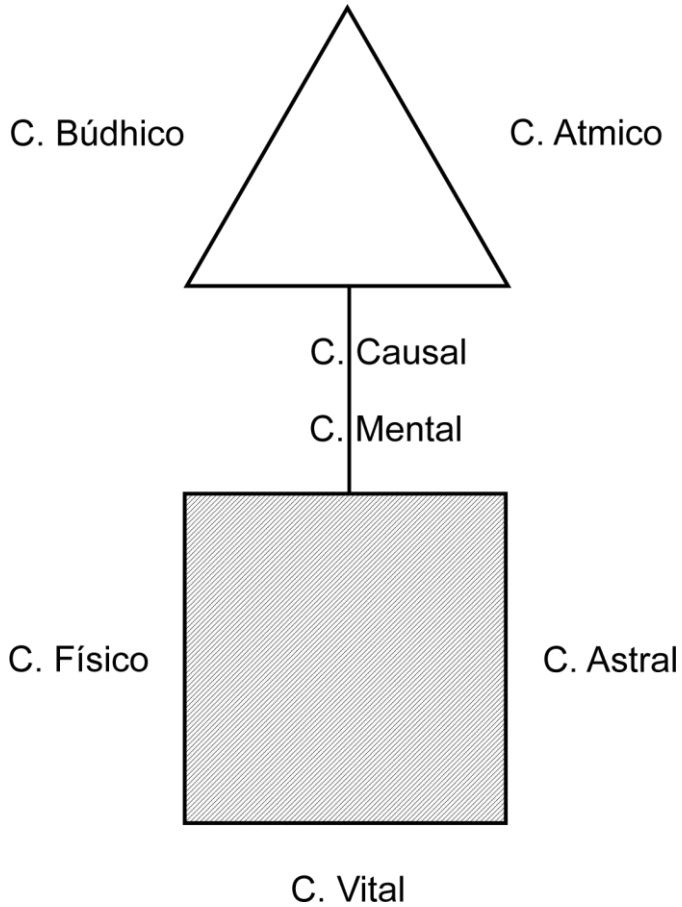 C. Búdhico
C. Atmico
C. Causal
C. Mental
C. Físico
C. Astral
C. Vital